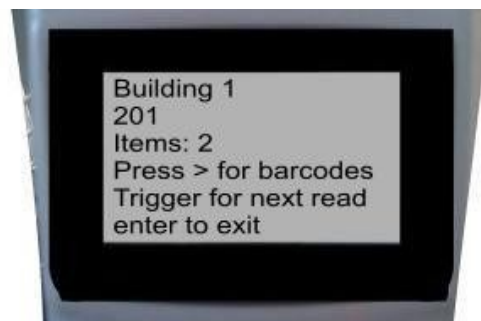 Building 1
201
Items: 2
Press > for barcodes
Trigger for next read
enter to exit